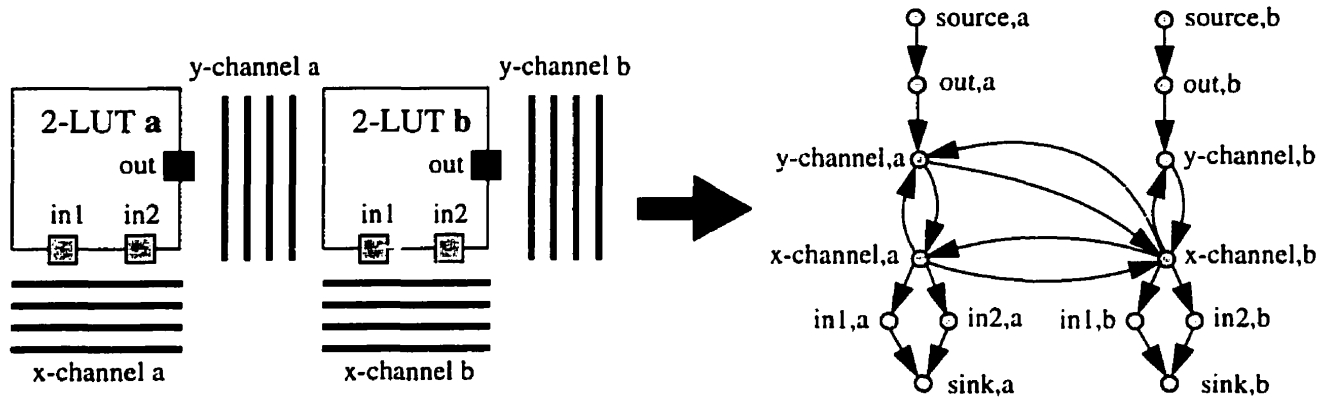 y-channel a
2-LUT a
out
in1
in2
x-channel a
y-channel b
2-LUT b
out
in1
in2
x-channel b
source,a
source,b
out,a
out,b
y-channel,a
y-channel,b
x-channel,a
x-channel,b
in1,a
in2,a
in1,b
in2,b
sink,a
sink,b